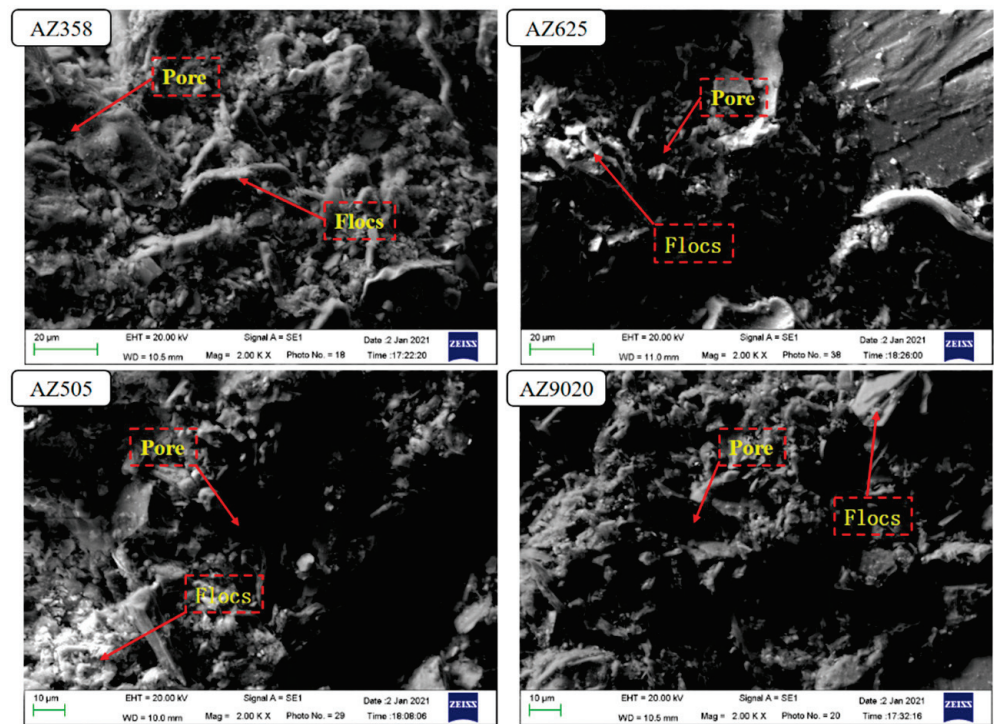 AZ358
Pore
Flocs
20 μm
EHT = 20.00 kV
Signal A = SE1
Date :2 Jan 2021
ZEISS
WD = 10.5 mm
Mag = 2.00 K X
Photo No. = 18
Time :17:22:20
AZ625
Pore
Flocs
20 μm
EHT = 20.00 kV
Signal A = SE1
Date :2 Jan 2021
ZEISS
WD = 11.0 mm
Mag = 2.00 K X
Photo No. = 38
Time :18:26:00
AZ505
Pore
Flocs
10 μm
EHT = 20.00 kV
Signal A = SE1
Date :2 Jan 2021
ZEISS
WD = 10.0 mm
Mag = 2.00 K X
Photo No. = 29
Time :18:08:06
AZ9020
Pore
Flocs
10 μm
EHT = 20.00 kV
Signal A = SE1
Date :2 Jan 2021
ZEISS
WD = 10.5 mm
Mag = 2.00 K X
Photo No. = 20
Time :17:32:16